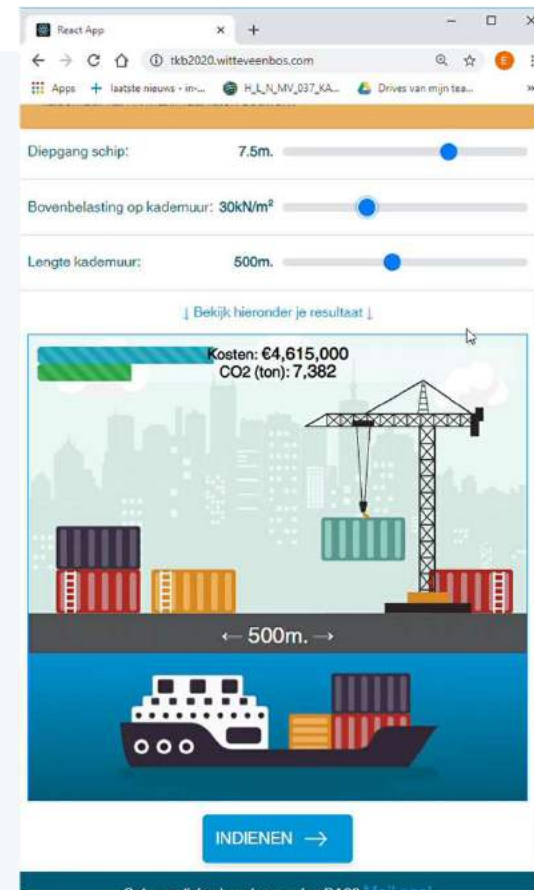 React App
tkb2020.witteveenbos.com
Apps
laatste nieuws - in-...
H_L_N_MV_037_KA...
Drives van mijn tea...
Diepgang schip: 7.5m.
Bovenbelasting op kademuur: 30kN/m²
Lengte kademuur: 500m.
↓ Bekijk hieronder je resultaat ↓
Kosten: €4,615,000
CO2 (ton): 7,382
← 500m. →
INDIENEN →